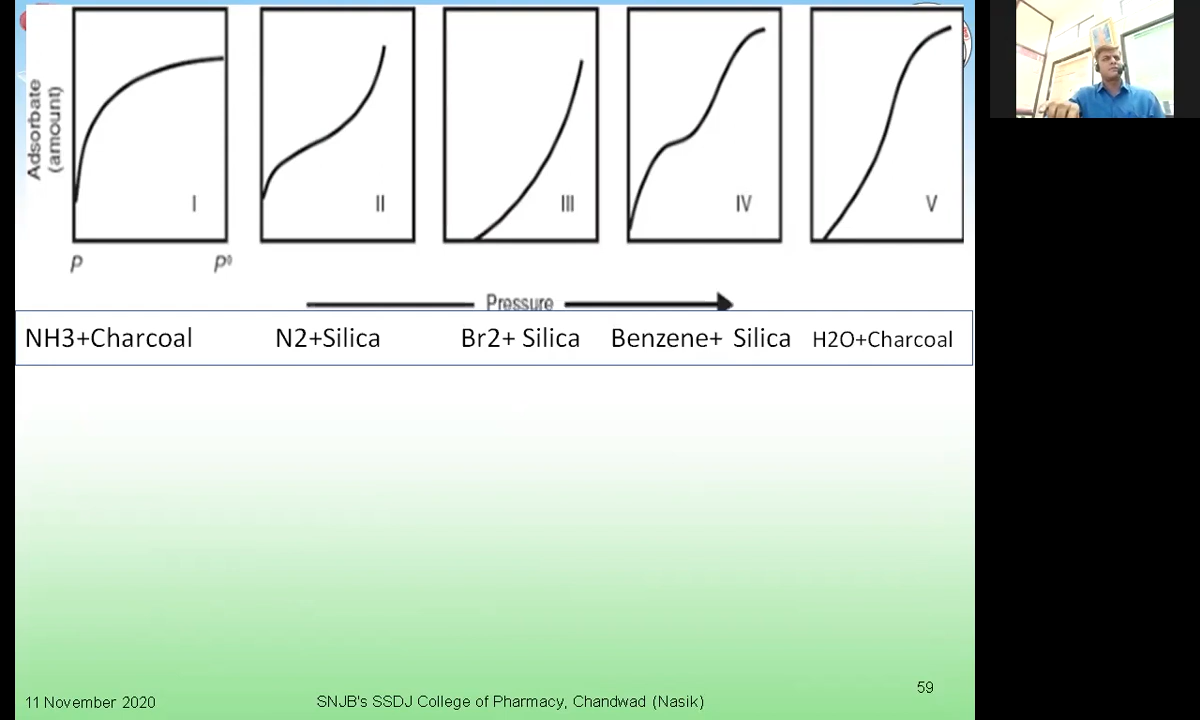 Adsorbate
(amount)
I
II
III
IV
V
P
P⁰
Pressure
NH3+Charcoal
N2+Silica
Br2+ Silica
Benzene+ Silica
H2O+Charcoal
11 November 2020
SNJB's SSDJ College of Pharmacy, Chandwad (Nasik)
59